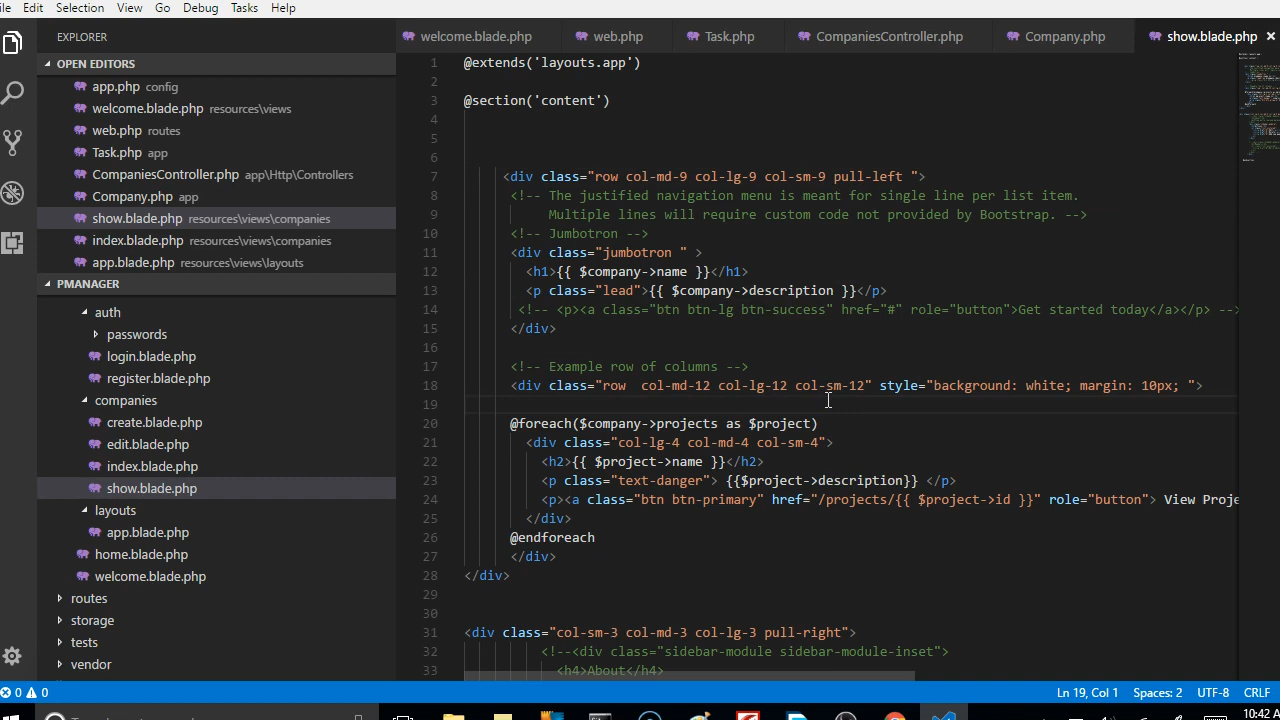 ile Edit Selection View Go Debug Tasks Help
EXPLORER
OPEN EDITORS
app.php config
welcome.blade.php resources\views
web.php routes
Task.php app
CompaniesController.php app\Http\Controllers
Company.php app
show.blade.php resources\views\companies
index.blade.php resources\views\companies
app.blade.php resources\views\layouts
PMANAGER
auth
passwords
login.blade.php
register.blade.php
companies
create.blade.php
edit.blade.php
index.blade.php
show.blade.php
layouts
app.blade.php
home.blade.php
welcome.blade.php
routes
storage
tests
vendor
welcome.blade.php web.php Task.php CompaniesController.php Company.php show.blade.php
1 @extends('layouts.app')
2
3 @section('content')
4
5
6
7 <div class="row col-md-9 col-lg-9 col-sm-9 pull-left ">
8 <!-- The justified navigation menu is meant for single line per list item.
9 Multiple lines will require custom code not provided by Bootstrap. -->
10 <!-- Jumbotron -->
11 <div class="jumbotron " >
12 <h1>{{ $company->name }}</h1>
13 <p class="lead">{{ $company->description }}</p>
14 <!-- <p><a class="btn btn-lg btn-success" href="#" role="button">Get started today</a></p> -->
15 </div>
16
17 <!-- Example row of columns -->
18 <div class="row  col-md-12 col-lg-12 col-sm-12" style="background: white; margin: 10px; ">
19
20 @foreach($company->projects as $project)
21 <div class="col-lg-4 col-md-4 col-sm-4">
22 <h2>{{ $project->name }}</h2>
23 <p class="text-danger"> {{$project->description}} </p>
24 <p><a class="btn btn-primary" href="/projects/{{ $project->id }}" role="button"> View Proje
25 </div>
26 @endforeach
27 </div>
28 </div>
29
30
31 <div class="col-sm-3 col-md-3 col-lg-3 pull-right">
32 <!--<div class="sidebar-module sidebar-module-inset">
33 <h4>About</h4>
0 0 Ln 19, Col 1 Spaces: 2 UTF-8 CRLF
10:42 A